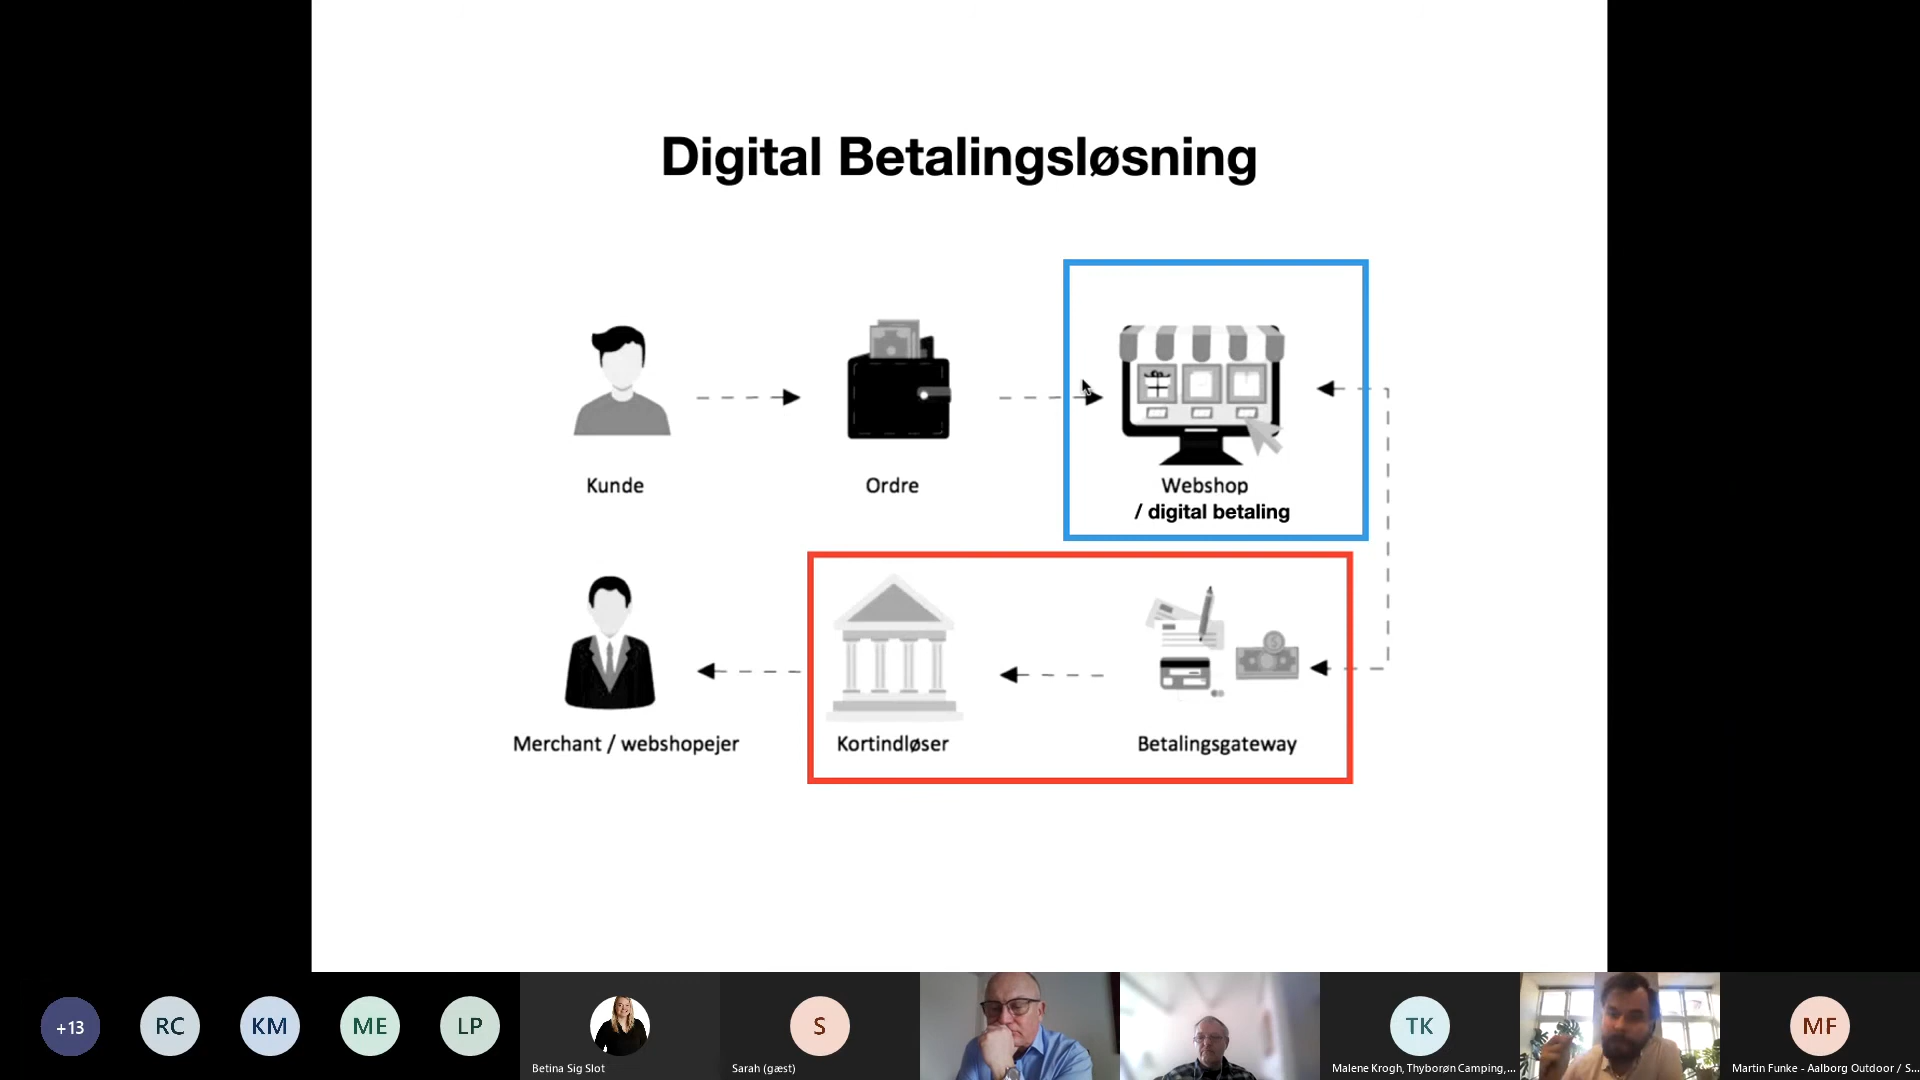 Digital Betalingsløsning
Kunde
Ordre
Webshop
/ digital betaling
Merchant / webshopejer
Kortindløser
Betalingsgateway
+13
RC
KM
ME
LP
Betina Sig Slot
S
Sarah (gæst)
TK
Malene Krogh, Thyborøn Camping,...
MF
Martin Funke - Aalborg Outdoor / S...